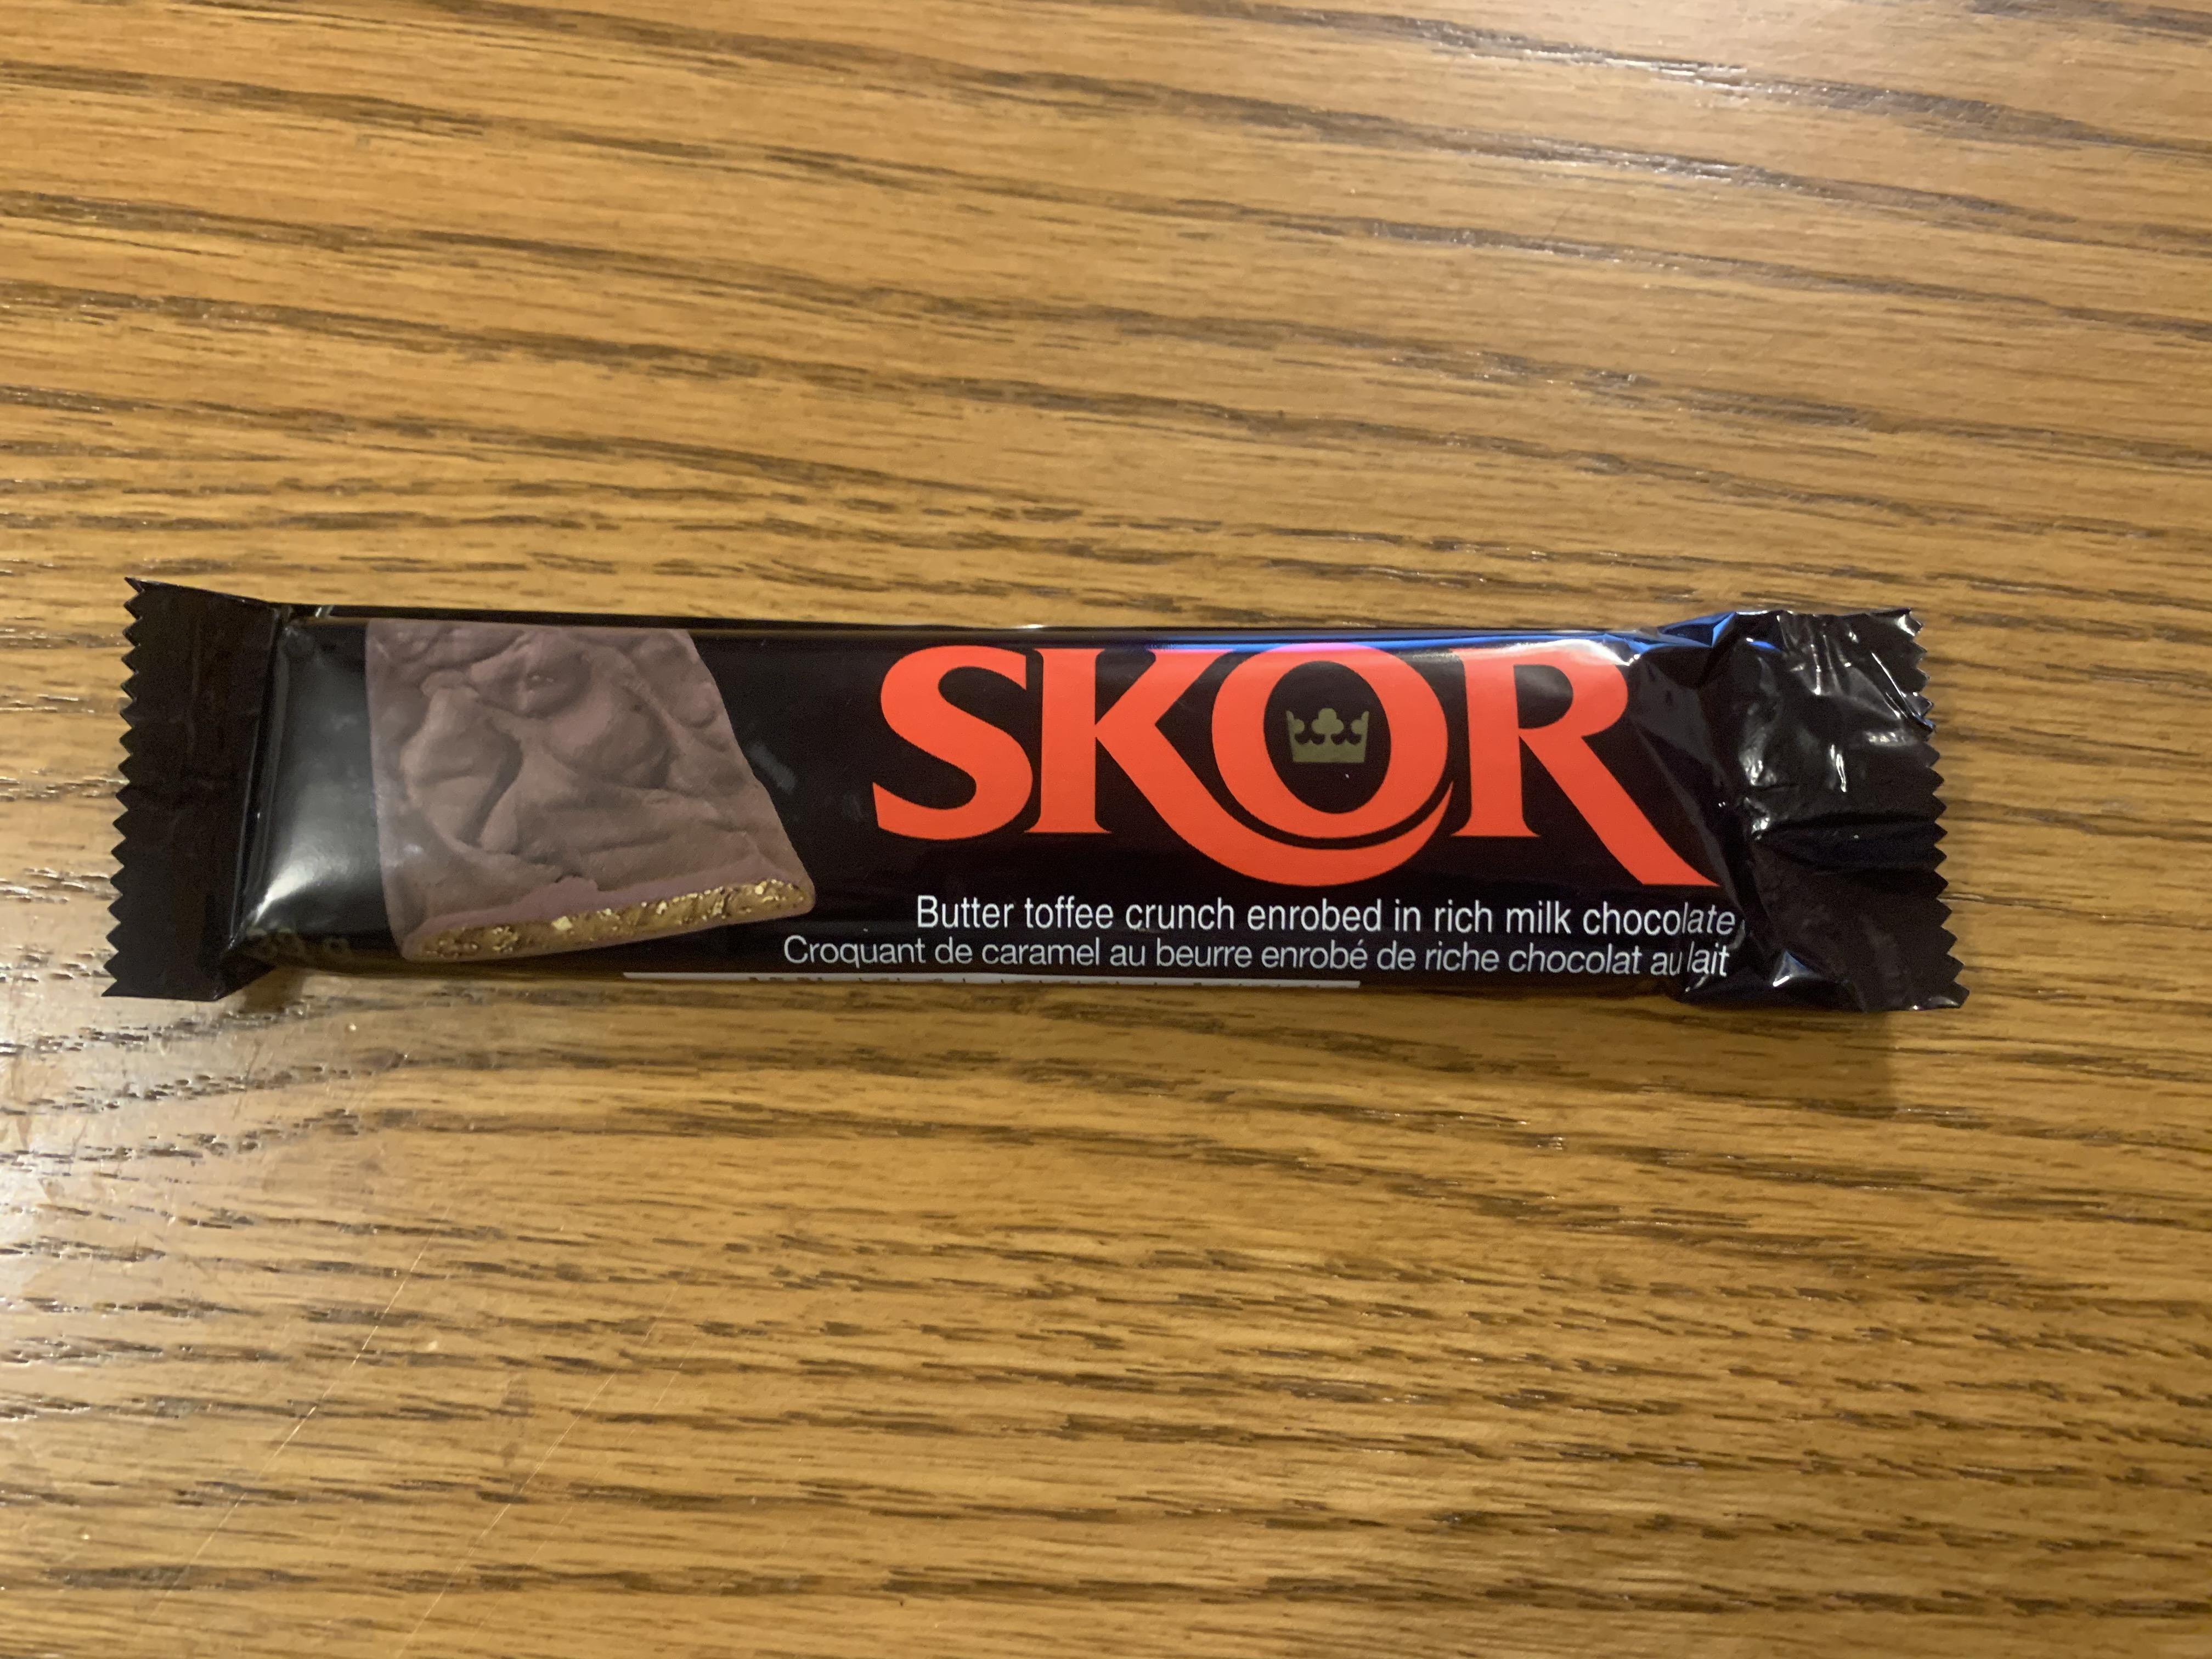 SKOR
Butter toffee crunch enrobed in rich milk chocolate
Croquant de caramel au beurre enrobé de riche chocolat au lait